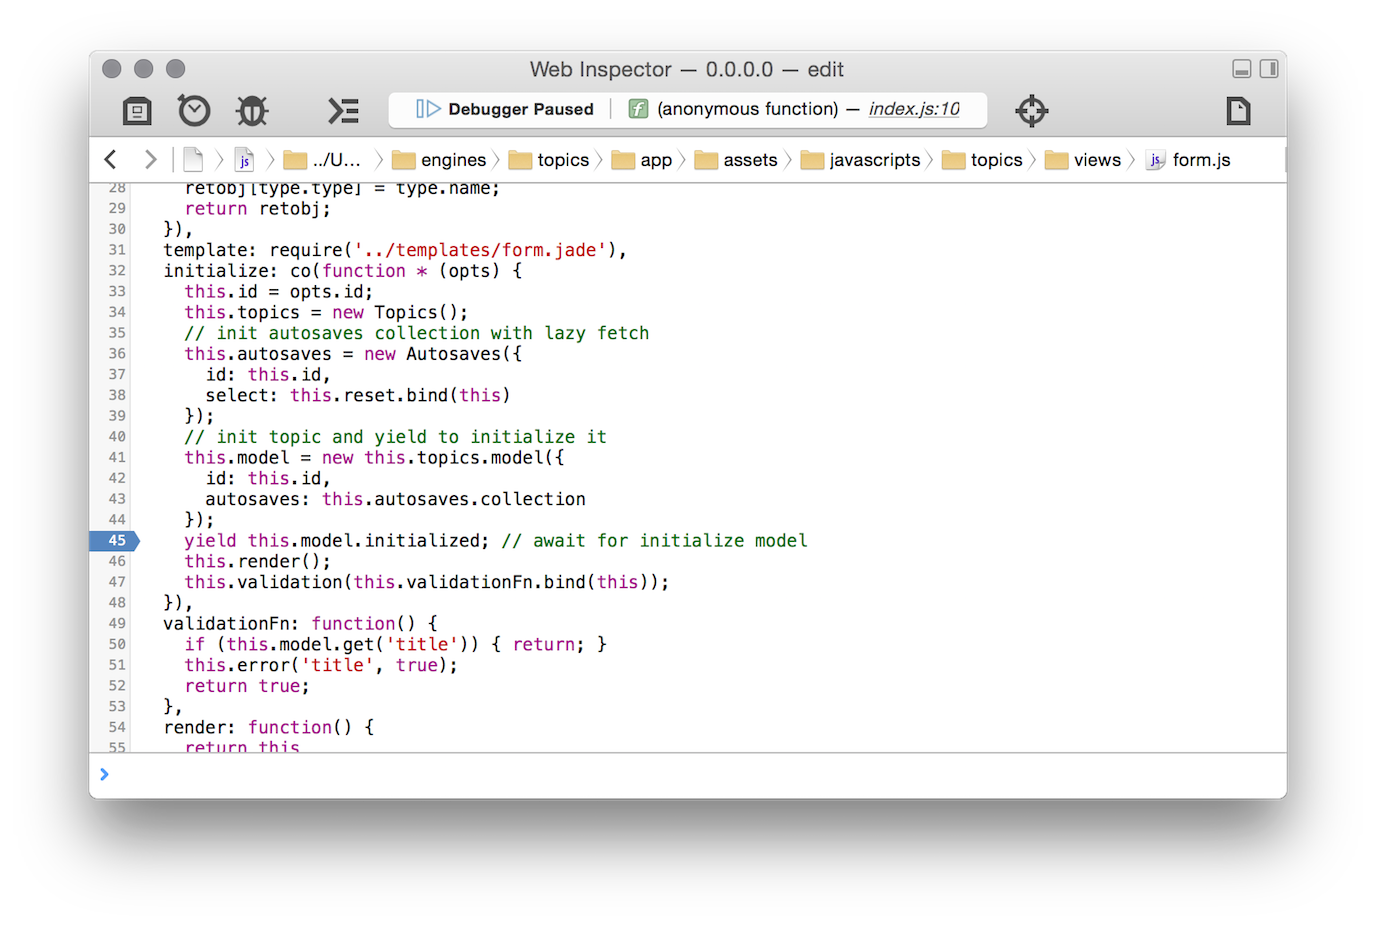 Web Inspector — 0.0.0.0 — edit
Debugger Paused f (anonymous function) — index.js:10
js ../U... engines topics app assets javascripts topics views js form.js
28 retobj[type.type] = type.name;
29 return retobj;
30 }),
31 template: require('../templates/form.jade'),
32 initialize: co(function * (opts) {
33 this.id = opts.id;
34 this.topics = new Topics();
35 // init autosaves collection with lazy fetch
36 this.autosaves = new Autosaves({
37 id: this.id,
38 select: this.reset.bind(this)
39 });
40 // init topic and yield to initialize it
41 this.model = new this.topics.model({
42 id: this.id,
43 autosaves: this.autosaves.collection
44 });
45 yield this.model.initialized; // await for initialize model
46 this.render();
47 this.validation(this.validationFn.bind(this));
48 }),
49 validationFn: function() {
50 if (this.model.get('title')) { return; }
51 this.error('title', true);
52 return true;
53 },
54 render: function() {
55 return this